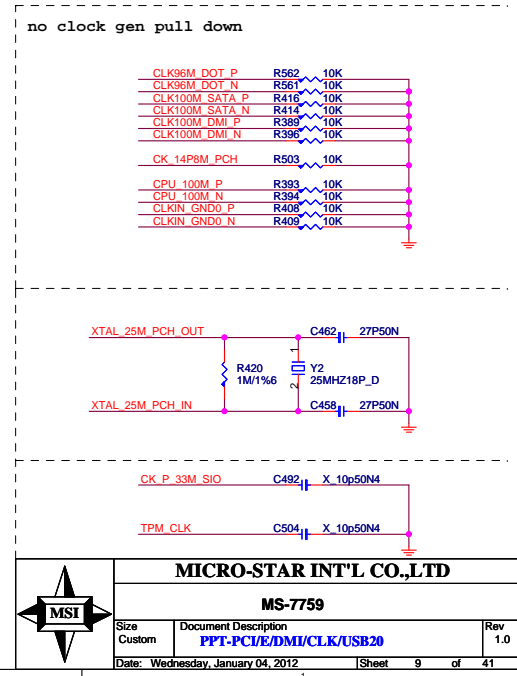 no clock gen pull down
CLK96M_DOT_P R562 10K
CLK96M_DOT_N R561 10K
CLK100M_SATA_P R416 10K
CLK100M_SATA_N R414 10K
CLK100M_DMI_P R389 10K
CLK100M_DMI_N R396 10K
CK_14P8M_PCH R503 10K
CPU_100M_P R393 10K
CPU_100M_N R394 10K
CLKIN_GND0_P R408 10K
CLKIN_GND0_N R409 10K
XTAL_25M_PCH_OUT C462 27P50N
1
R420 Y2
1M/1%6 25MHZ18P_D
2
XTAL_25M_PCH_IN C458 27P50N
CK_P_33M_SIO C492 X_10p50N4
TPM_CLK C504 X_10p50N4
MSI
MICRO-STAR INT'L CO.,LTD
MS-7759
Size Document Description Rev
Custom PPT-PCI/E/DMI/CLK/USB20 1.0
Date: Wednesday, January 04, 2012 Sheet 9 of 41